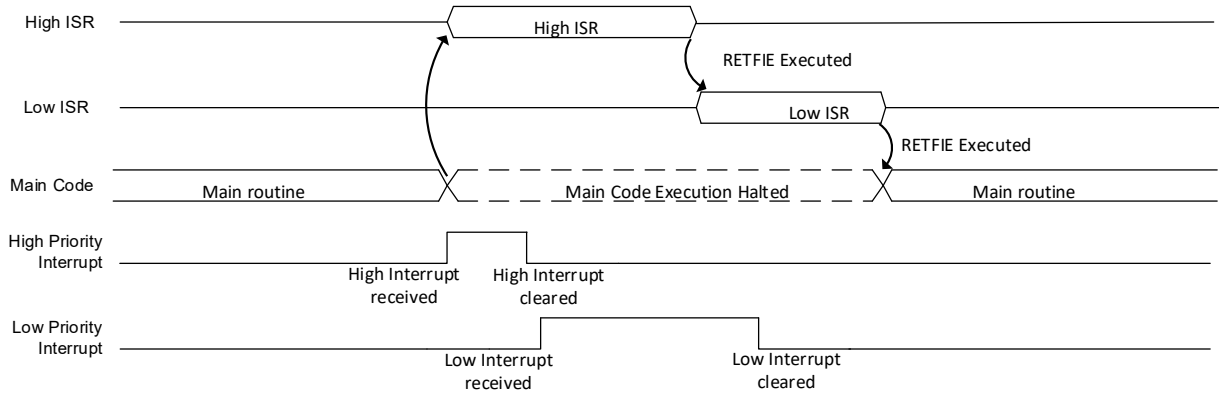 High ISR
High ISR
RETFIE Executed
Low ISR
Low ISR
RETFIE Executed
Main Code
Main routine
Main Code Execution Halted
Main routine
High Priority
Interrupt
High Interrupt
received
High Interrupt
cleared
Low Priority
Interrupt
Low Interrupt
received
Low Interrupt
cleared